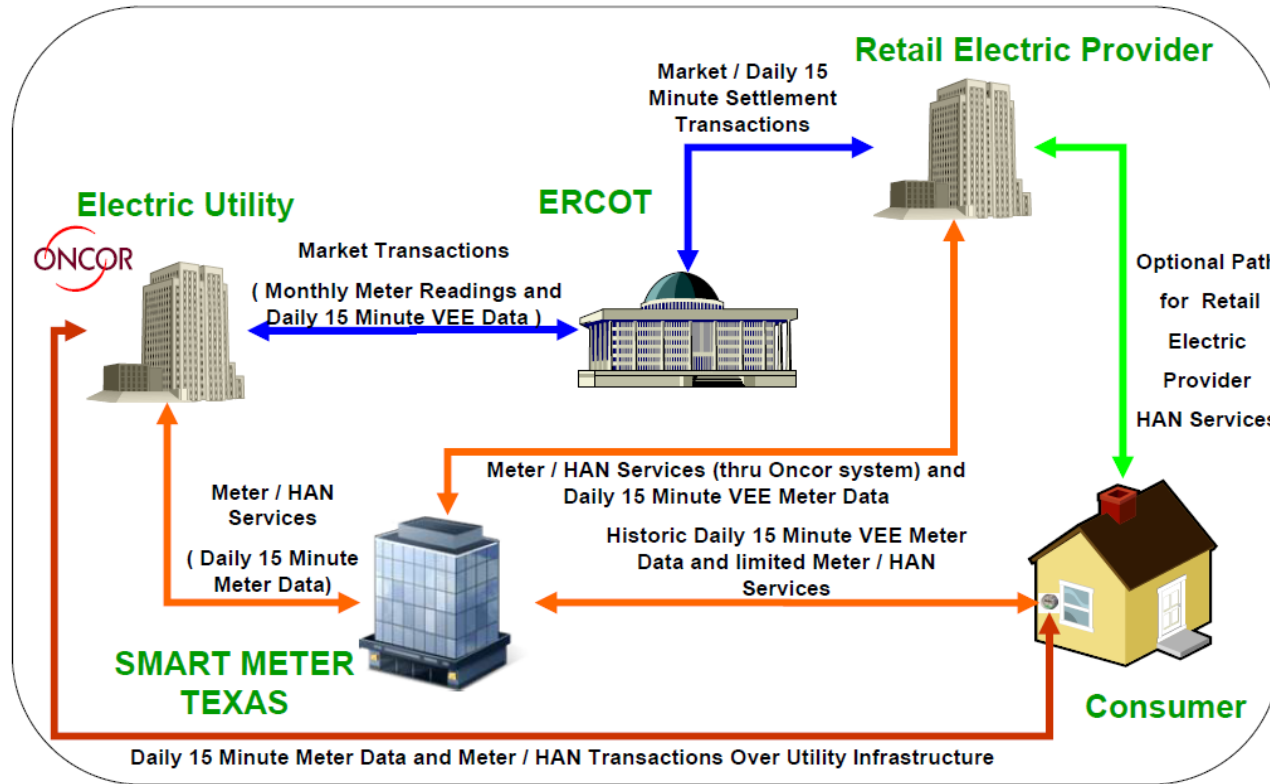 Retail Electric Provider
Market / Daily 15
Minute Settlement
Transactions
Electric Utility
ONCOR
ERCOT
Market Transactions
( Monthly Meter Readings and
Daily 15 Minute VEE Data )
Optional Path
for Retail
Electric
Provider
HAN Services
Meter / HAN Services (thru Oncor system) and
Daily 15 Minute VEE Meter Data
Meter / HAN
Services
( Daily 15 Minute
Meter Data)
Historic Daily 15 Minute VEE Meter
Data and limited Meter / HAN
Services
SMART METER
TEXAS
Consumer
Daily 15 Minute Meter Data and Meter / HAN Transactions Over Utility Infrastructure